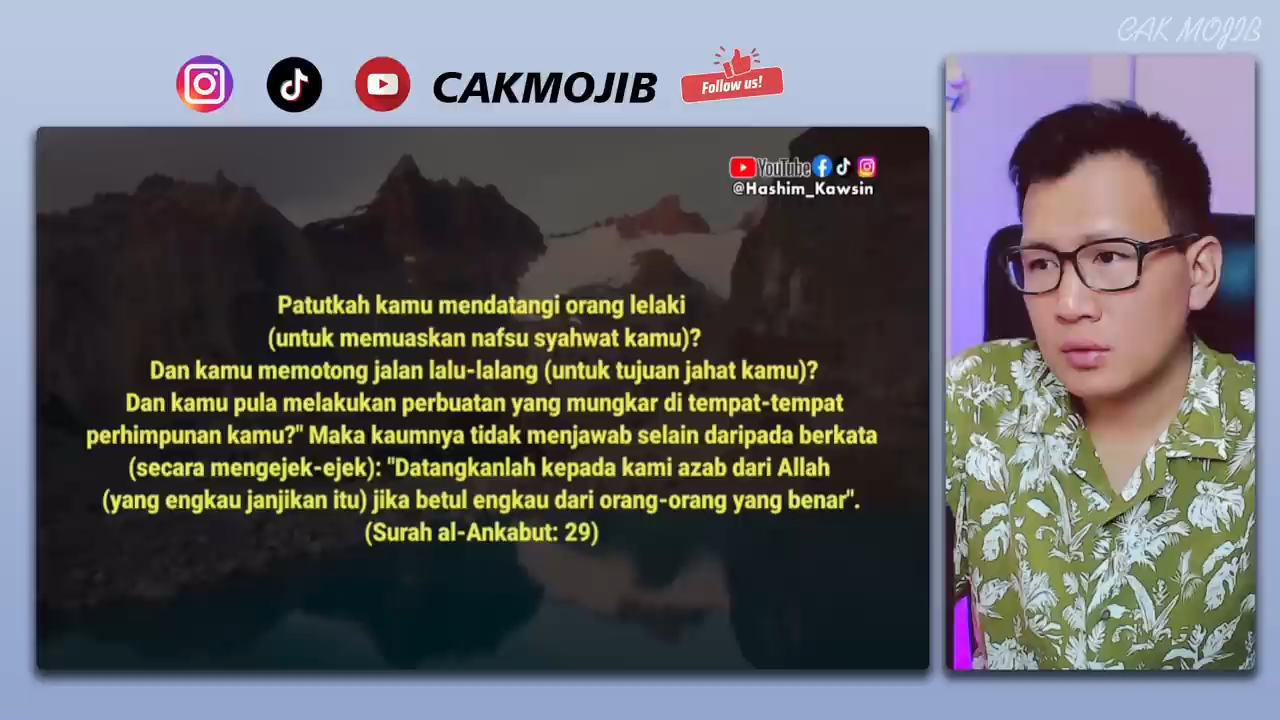 CAK MOJIB
CAKMOJIB
Follow us!
YouTube
@Hashim_Kawsin
Patutkah kamu mendatangi orang lelaki
(untuk memuaskan nafsu syahwat kamu)?
Dan kamu memotong jalan lalu-lalang (untuk tujuan jahat kamu)?
Dan kamu pula melakukan perbuatan yang mungkar di tempat-tempat
perhimpunan kamu?" Maka kaumnya tidak menjawab selain daripada berkata
(secara mengejek-ejek): "Datangkanlah kepada kami azab dari Allah
(yang engkau janjikan itu) jika betul engkau dari orang-orang yang benar".
(Surah al-Ankabut: 29)